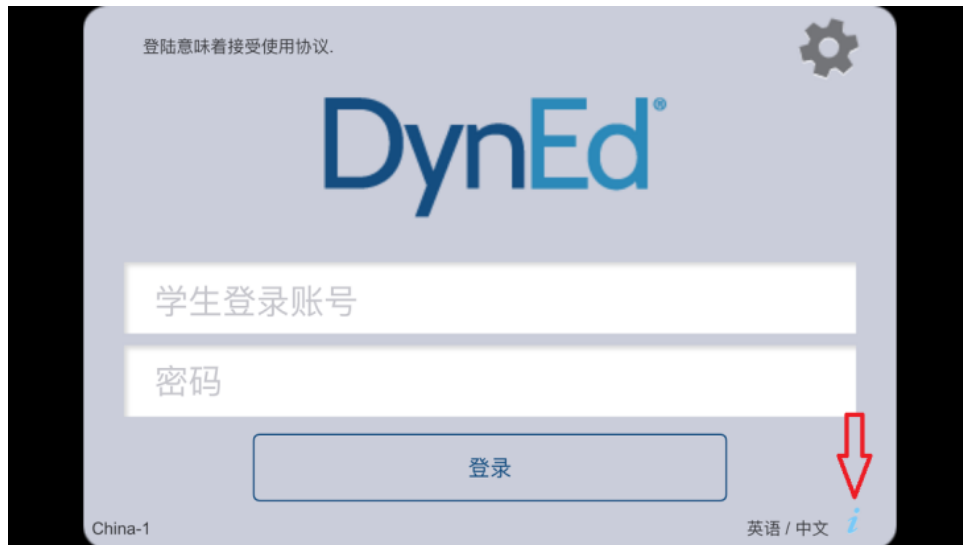 登陆意味着接受使用协议.
DynEd®
学生登录账号
密码
登录
China-1
英语 / 中文 i